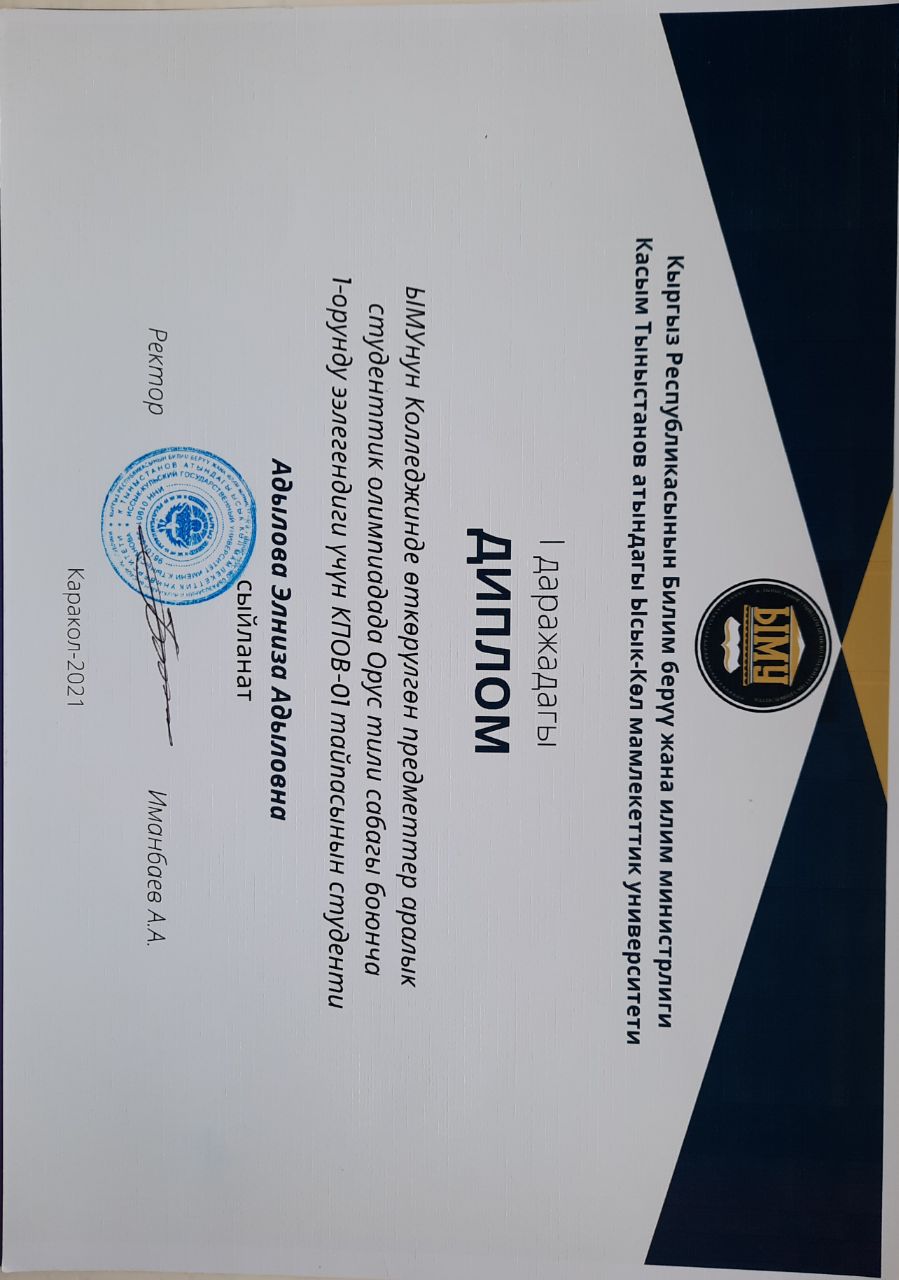 Кыргыз Республикасынын Билим берүү жана илим министрлиги
Касым Тыныстанов атындагы Ысык-Көл мамлекеттик университети
ЫМУ
I даражадагы
ДИПЛОМ
ЫМУнун Колледжинде өткөрүлгөн предметтер аралык
студенттик олимпиадада Орус тили сабагы боюнча
1-орунду ээлегендиги үчүн КПОВ-01 тайпасынын студенти
Адылова Элниза Адыловна
сыйланат
Ректор
Иманбаев А.А.
Каракол-2021